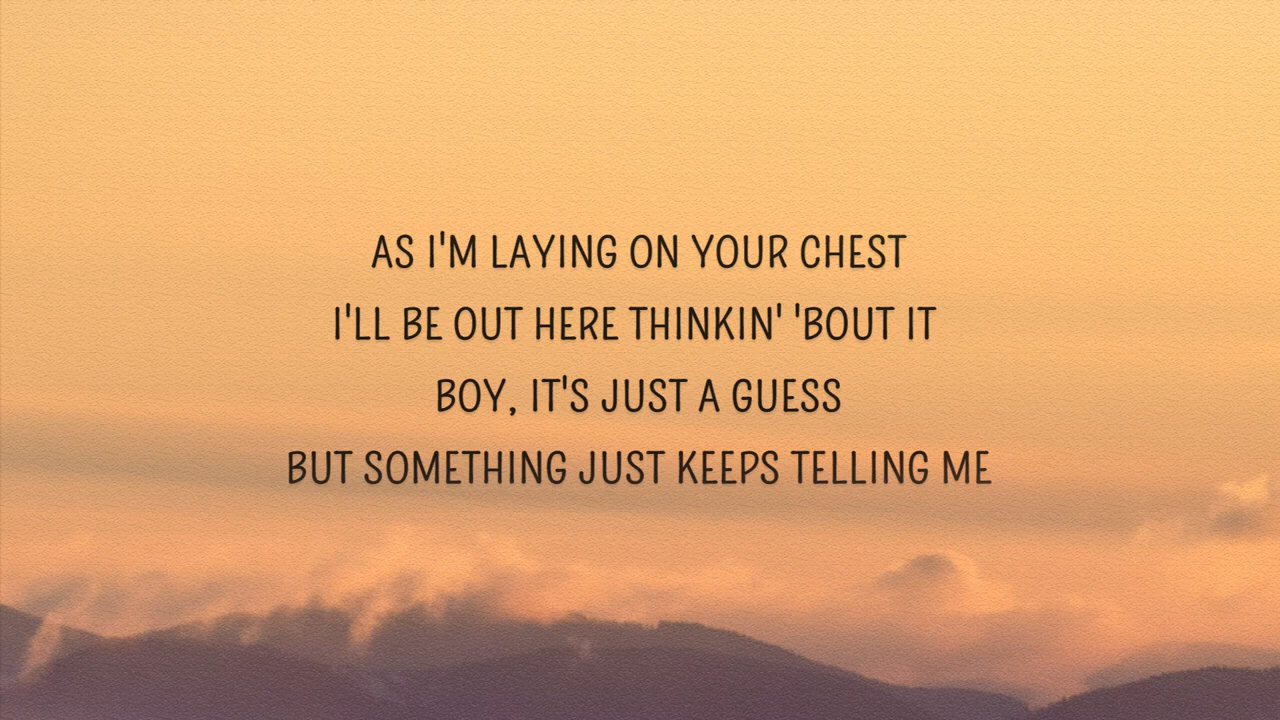 AS I'M LAYING ON YOUR CHEST
I'LL BE OUT HERE THINKIN' 'BOUT IT
BOY, IT'S JUST A GUESS
BUT SOMETHING JUST KEEPS TELLING ME